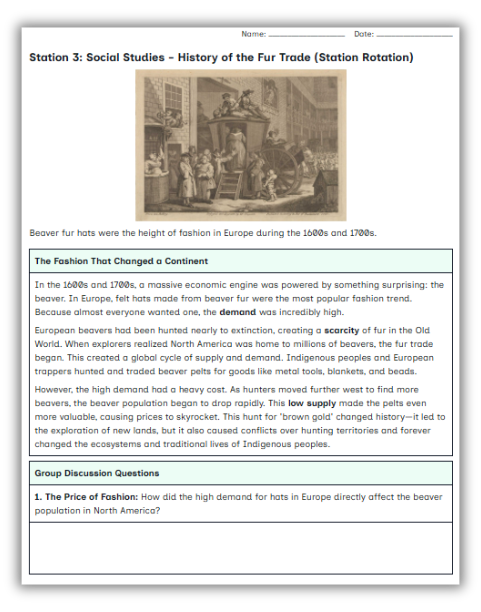 Name: Date:
Station 3: Social Studies - History of the Fur Trade (Station Rotation)
Beaver fur hats were the height of fashion in Europe during the 1600s and 1700s.
The Fashion That Changed a Continent
In the 1600s and 1700s, a massive economic engine was powered by something surprising: the
beaver. In Europe, felt hats made from beaver fur were the most popular fashion trend.
Because almost everyone wanted one, the demand was incredibly high.
European beavers had been hunted nearly to extinction, creating a scarcity of fur in the Old
World. When explorers realized North America was home to millions of beavers, the fur trade
began. This created a global cycle of supply and demand. Indigenous peoples and European
trappers hunted and traded beaver pelts for goods like metal tools, blankets, and beads.
However, the high demand had a heavy cost. As hunters moved further west to find more
beavers, the beaver population began to drop rapidly. This low supply made the pelts even
more valuable, causing prices to skyrocket. This hunt for "brown gold" changed history—it led to
the exploration of new lands, but it also caused conflicts over hunting territories and forever
changed the ecosystems and traditional lives of Indigenous peoples.
Group Discussion Questions
1. The Price of Fashion: How did the high demand for hats in Europe directly affect the beaver
population in North America?